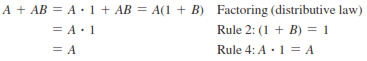 A + AB = A · 1 + AB = A(1 + B) Factoring (distributive law)
= A · 1 Rule 2: (1 + B) = 1
= A Rule 4: A · 1 = A